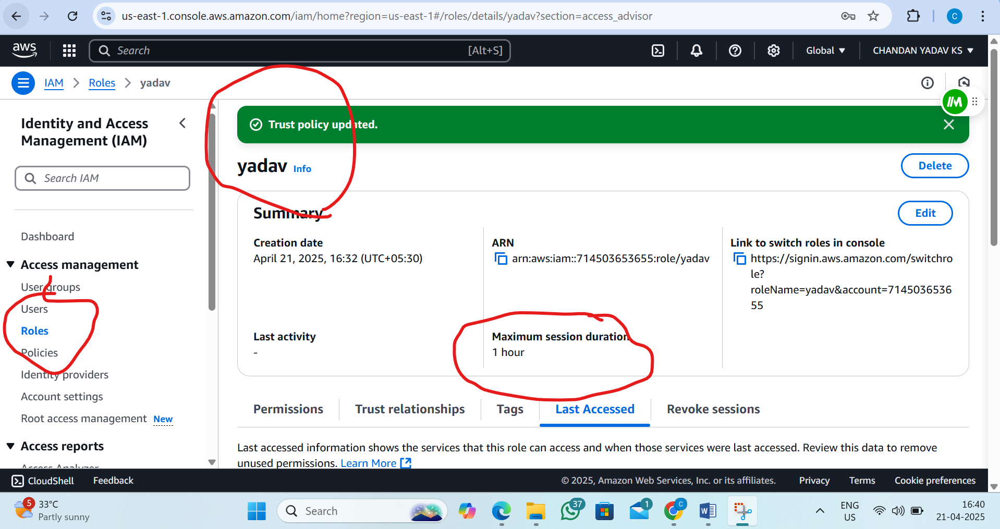 us-east-1.console.aws.amazon.com/iam/home?region=us-east-1#/roles/details/yadav?section=access_advisor
C
aws
Search
[Alt+S]
Global
CHANDAN YADAV KS
IAM
Roles
yadav
Identity and Access
Management (IAM)
Search IAM
Dashboard
Access management
User groups
Users
Roles
Policies
Identity providers
Account settings
Root access management New
Access reports
Access Analyzer
Trust policy updated.
yadav Info
Delete
Summary
Edit
Creation date
April 21, 2025, 16:32 (UTC+05:30)
ARN
arn:aws:iam::714503653655:role/yadav
Link to switch roles in console
https://signin.aws.amazon.com/switchro
le?
roleName=yadav&account=7145036536
55
Last activity
-
Maximum session duration
1 hour
Permissions
Trust relationships
Tags
Last Accessed
Revoke sessions
Last accessed information shows the services that this role can access and when those services were last accessed. Review this data to remove
unused permissions. Learn More
CloudShell
Feedback
© 2025, Amazon Web Services, Inc. or its affiliates.
Privacy
Terms
Cookie preferences
5
33°C
Partly sunny
Search
37
1
C
W
ENG
US
16:40
21-04-2025